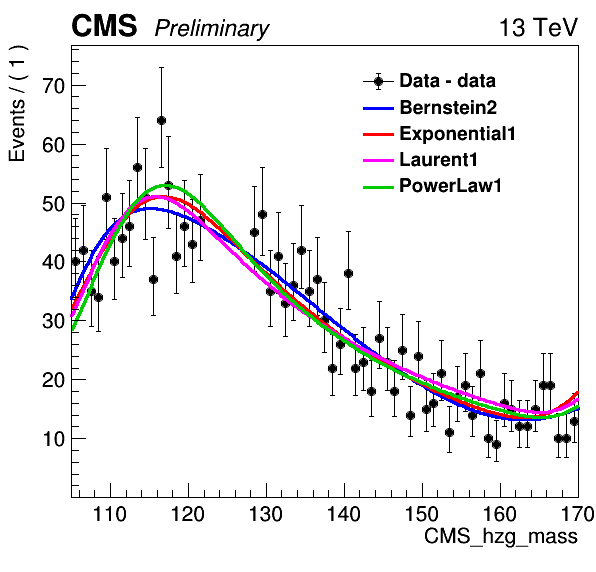 CMS Preliminary 13 TeV
Events / ( 1 )
Data - data
Bernstein2
Exponential1
Laurent1
PowerLaw1
70
60
50
40
30
20
10
110 120 130 140 150 160 170
CMS_hzg_mass